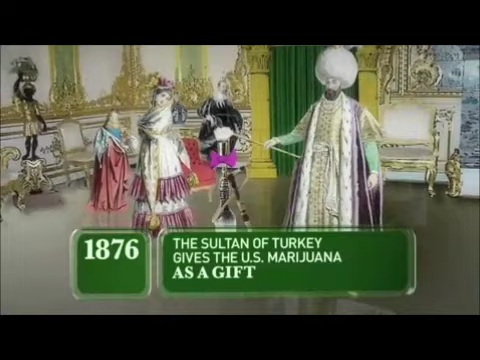 1876
THE SULTAN OF TURKEY
GIVES THE U.S. MARIJUANA
AS A GIFT